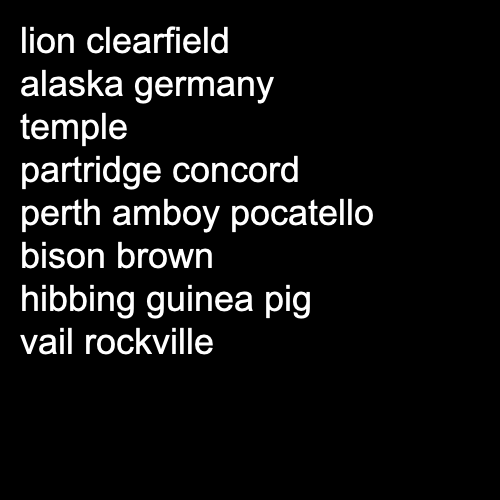 lion clearfield
alaska germany
temple
partridge concord
perth amboy pocatello
bison brown
hibbing guinea pig
vail rockville